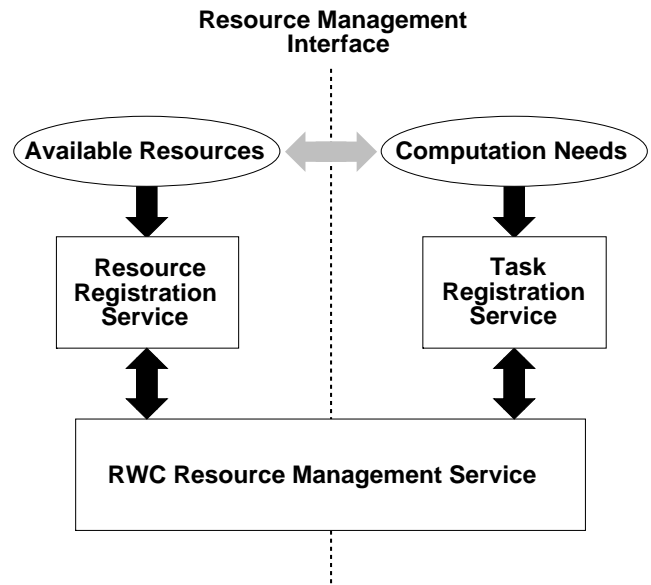 Resource Management
Interface
Available Resources
Computation Needs
Resource
Registration
Service
Task
Registration
Service
RWC Resource Management Service